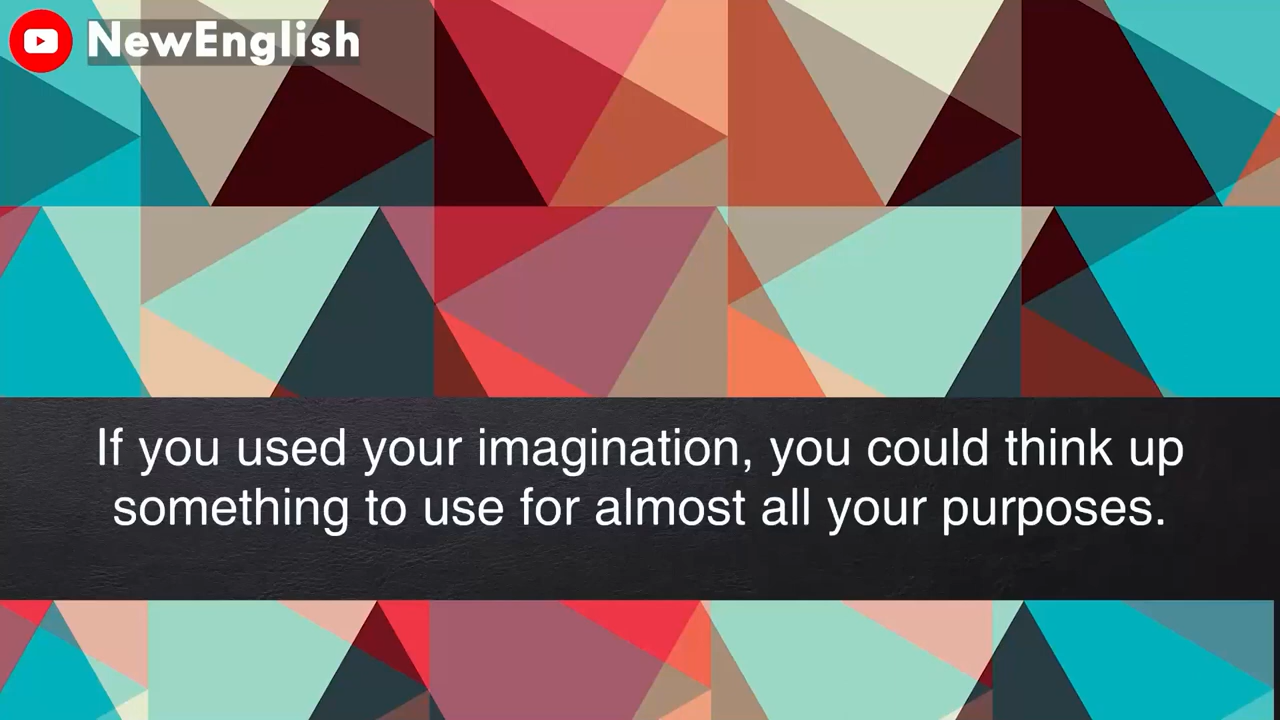 NewEnglish
If you used your imagination, you could think up
something to use for almost all your purposes.